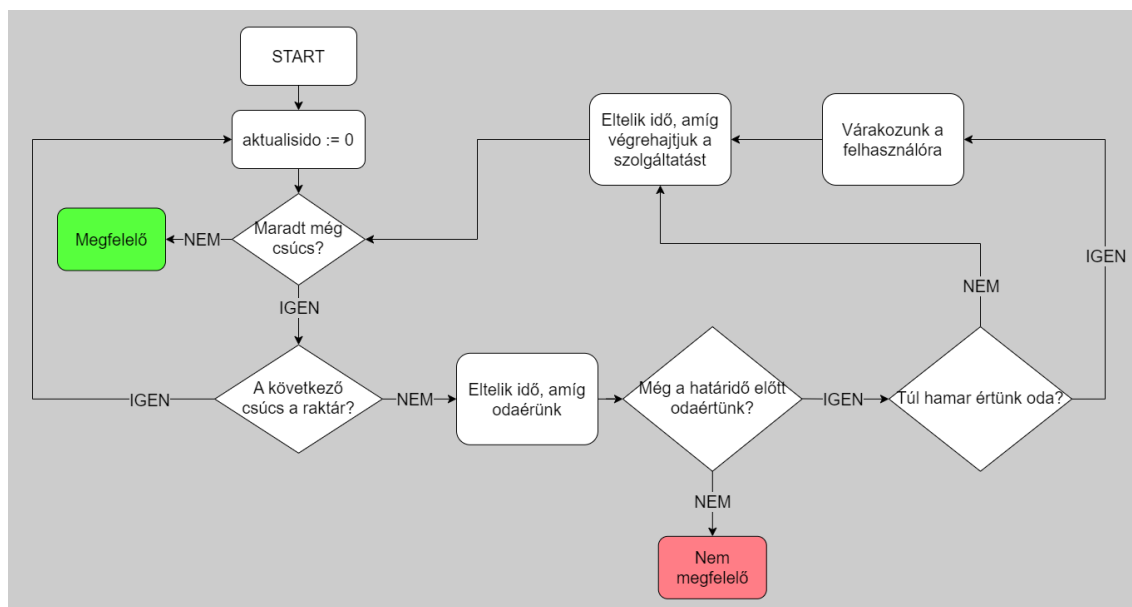 START
aktualisido := 0
Eltelik idő, amíg
végrehajtjuk a
szolgáltatást
Várakozunk a
felhasználóra
Maradt még
csúcs?
NEM
Megfelelő
IGEN
IGEN
NEM
A következő
csúcs a raktár?
IGEN
NEM
Eltelik idő, amíg
odaérünk
Még a határidő előtt
odaértünk?
IGEN
Túl hamar értünk oda?
NEM
Nem
megfelelő